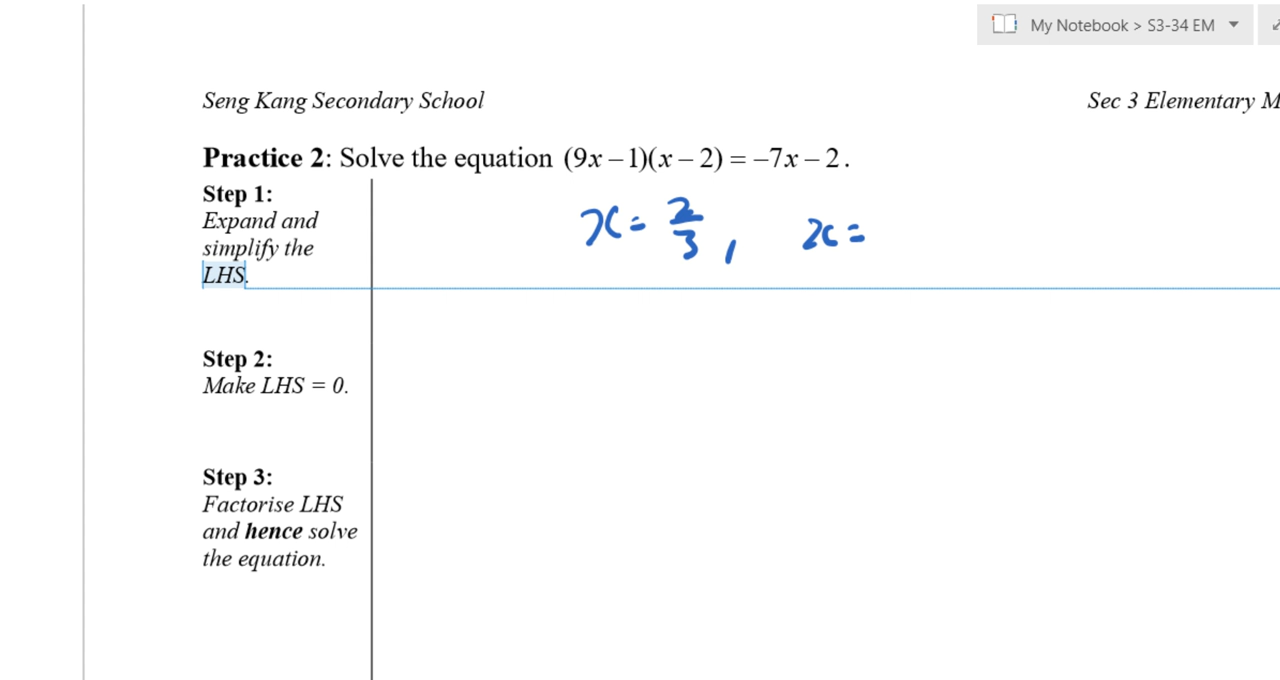 My Notebook > S3-34 EM
Seng Kang Secondary School
Sec 3 Elementary M
Practice 2: Solve the equation (9x – 1)(x – 2) = –7x – 2.
Step 1:
Expand and
simplify the
LHS.
x = 2/3, x =
Step 2:
Make LHS = 0.
Step 3:
Factorise LHS
and hence solve
the equation.